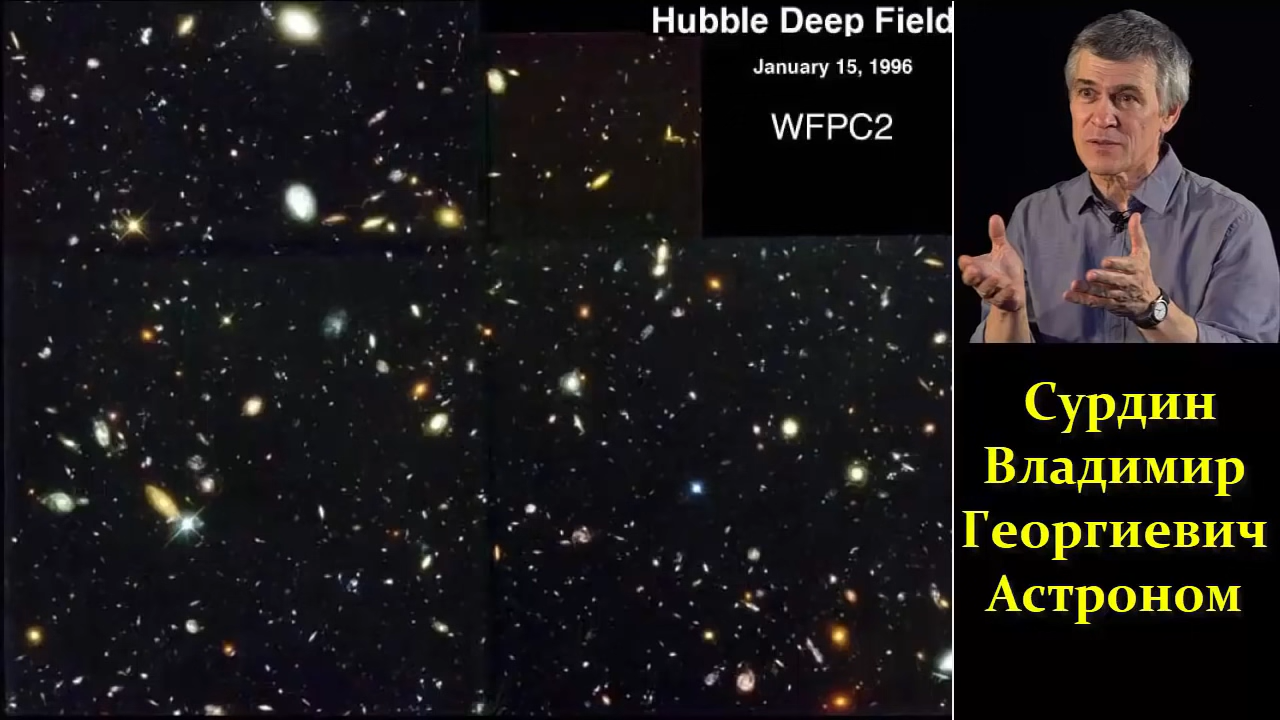 Hubble Deep Field
January 15, 1996
WFPC2
Сурдин
Владимир
Георгиевич
Астроном